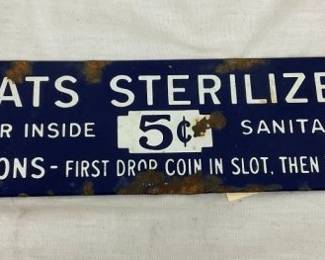 ATS STERILIZE
R INSIDE 5¢ SANITA
ONS - FIRST DROP COIN IN SLOT, THEN